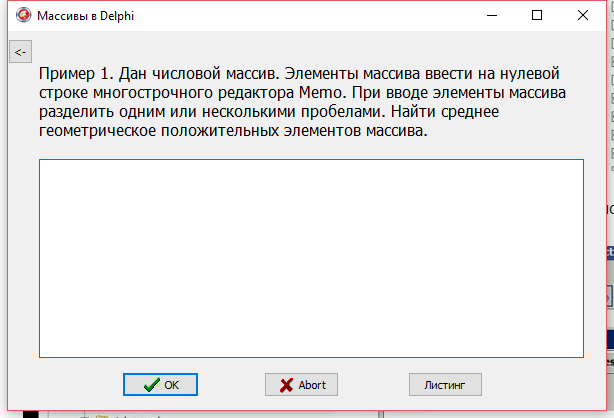 Массивы в Delphi
<-
Пример 1. Дан числовой массив. Элементы массива ввести на нулевой
строке многострочного редактора Memo. При вводе элементы массива
разделить одним или несколькими пробелами. Найти среднее
геометрическое положительных элементов массива.
OK
Abort
Листинг